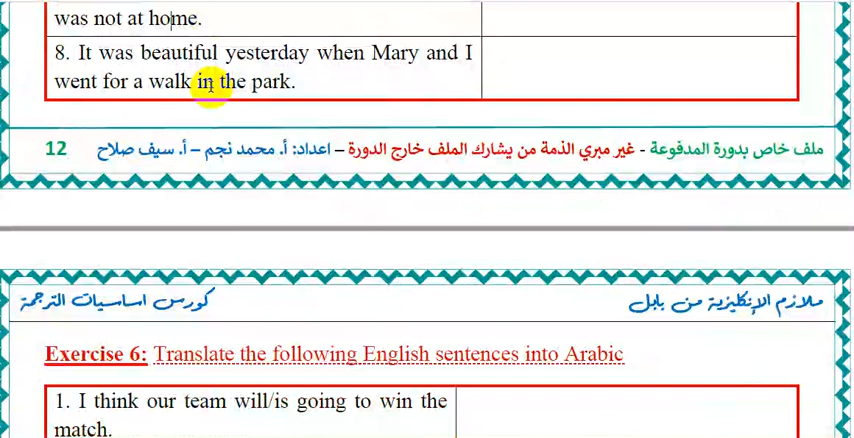 was not at home.
8. It was beautiful yesterday when Mary and I
went for a walk in the park.
ملف خاص بدورة المدفوعة - غير مبري الذمة من يشارك الملف خارج الدورة – اعداد: أ. محمد نجم – أ. سيف صلاح 12
ملازم الإنكليزية من بابل
كورس اساسيات الترجمة
Exercise 6: Translate the following English sentences into Arabic
1. I think our team will/is going to win the
match.